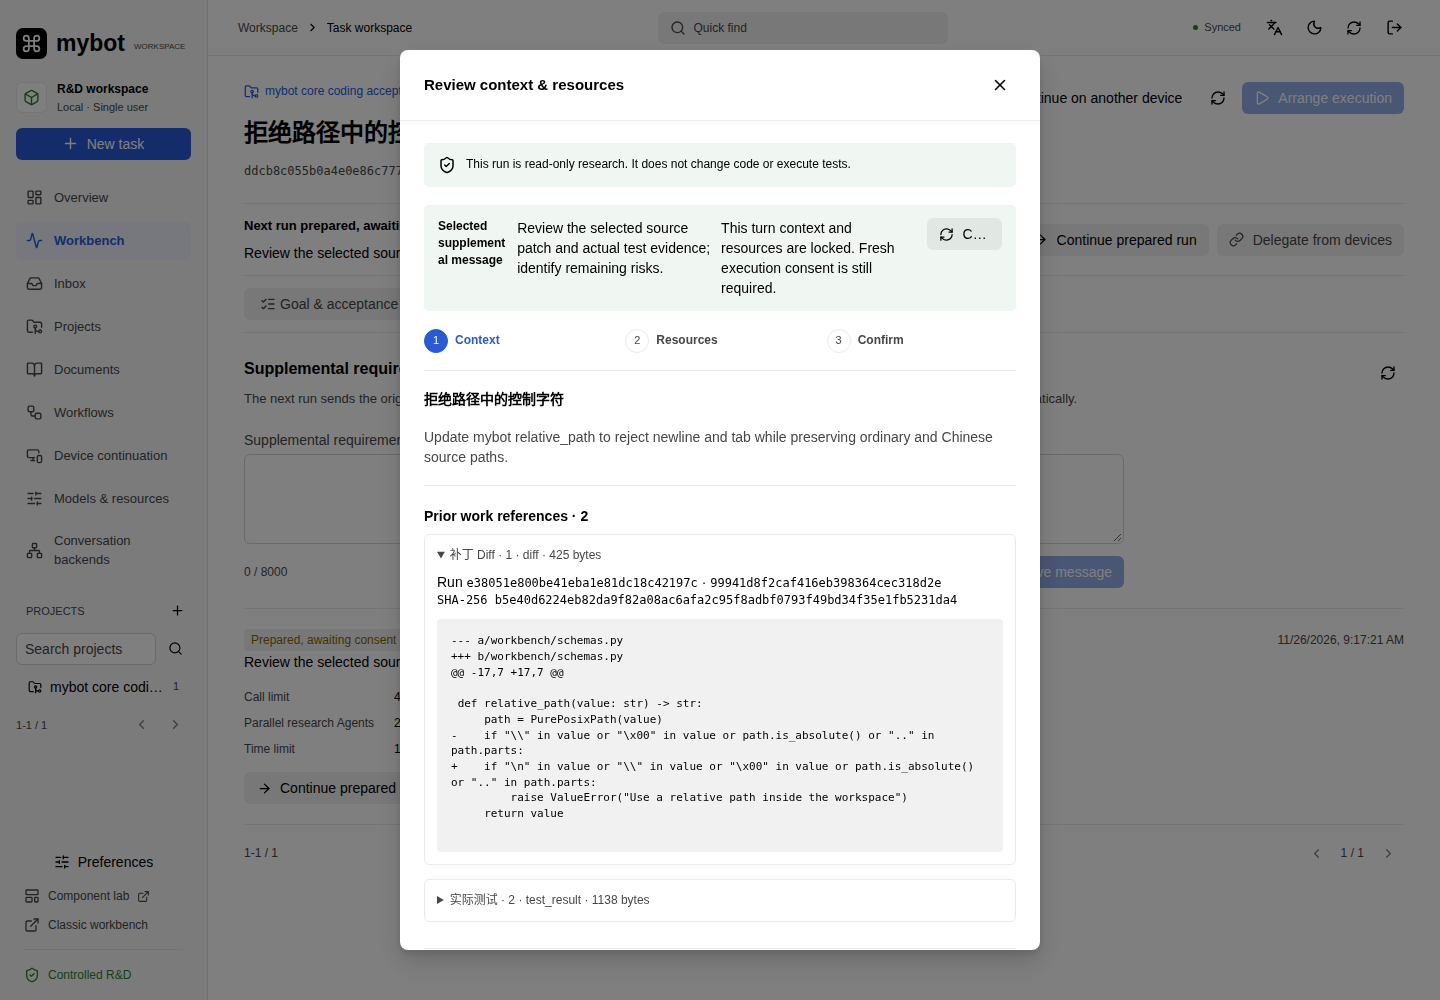 mybot WORKSPACE
R&D workspace
Local · Single user
New task
Overview
Workbench
Inbox
Projects
Documents
Workflows
Device continuation
Models & resources
Conversation
backends
PROJECTS
Search projects
mybot core codi… 1
1-1 / 1
Preferences
Component lab
Classic workbench
Controlled R&D
Workspace > Task workspace
Quick find
Synced
mybot core coding accept
tinue on another device
Arrange execution
拒绝路径中的控
ddcb8c055b0a4e0e86c777
Next run prepared, awaiti
Review the selected sour
Continue prepared run
Delegate from devices
Goal & acceptance
Supplemental require
The next run sends the orig
atically.
Supplemental requiremen
0 / 8000
ve message
Prepared, awaiting consent
11/26/2026, 9:17:21 AM
Review the selected sour
Call limit 4
Parallel research Agents 2
Time limit 1
Continue prepared
1-1 / 1
1 / 1
Review context & resources
This run is read-only research. It does not change code or execute tests.
Selected
supplement
al message
Review the selected source
patch and actual test evidence;
identify remaining risks.
This turn context and
resources are locked. Fresh
execution consent is still
required.
C…
1 Context
2 Resources
3 Confirm
拒绝路径中的控制字符
Update mybot relative_path to reject newline and tab while preserving ordinary and Chinese
source paths.
Prior work references · 2
补丁 Diff · 1 · diff · 425 bytes
Run e38051e800be41eba1e81dc18c42197c · 99941d8f2caf416eb398364cec318d2e
SHA-256 b5e40d6224eb82da9f82a08ac6afa2c95f8adbf0793f49bd34f35e1fb5231da4
--- a/workbench/schemas.py
+++ b/workbench/schemas.py
@@ -17,7 +17,7 @@
def relative_path(value: str) -> str:
path = PurePosixPath(value)
-    if "\\" in value or "\x00" in value or path.is_absolute() or ".." in
path.parts:
+    if "\n" in value or "\\" in value or "\x00" in value or path.is_absolute()
or ".." in path.parts:
raise ValueError("Use a relative path inside the workspace")
return value
实际测试 · 2 · test_result · 1138 bytes